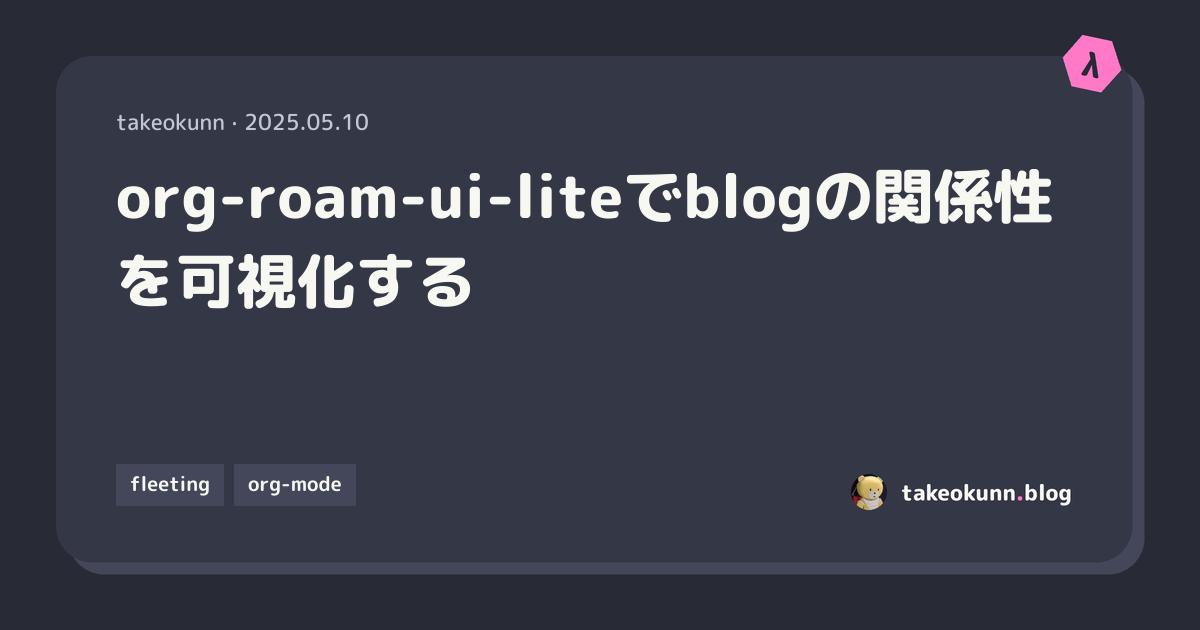 λ
takeokunn · 2025.05.10
org-roam-ui-liteでblogの関係性
を可視化する
fleeting
org-mode
takeokunn.blog